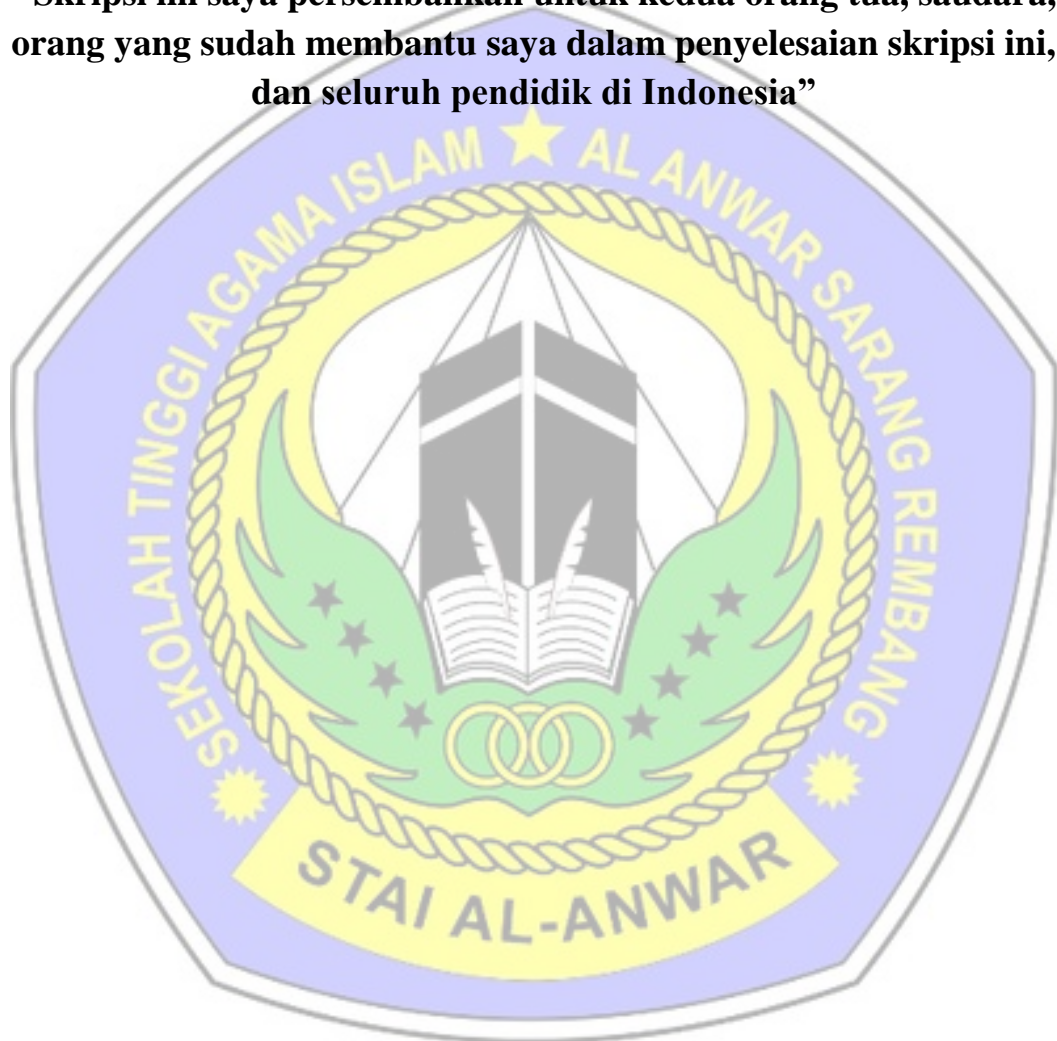 Skripsi ini saya persembahkan untuk kedua orang tua, saudara,
orang yang sudah membantu saya dalam penyelesaian skripsi ini,
dan seluruh pendidik di Indonesia”
SEKOLAH TINGGI AGAMA ISLAM ★ AL ANWAR SARANG REMBANG
STAI AL-ANWAR